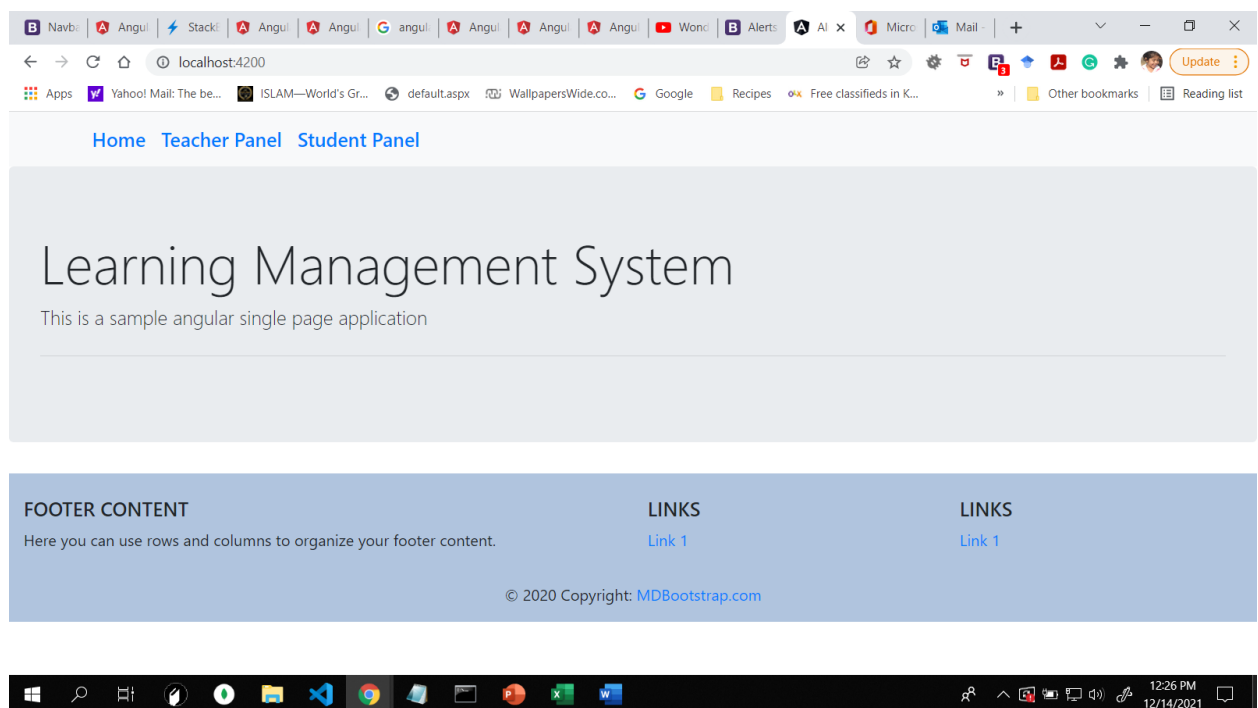 Navba Angul StackE Angul Angul angula Angul Angul Angul Wond Alerts Al Micro Mail -
localhost:4200 3 Update
Apps Yahoo! Mail: The be... ISLAM—World's Gr... default.aspx WallpapersWide.co... Google Recipes Free classifieds in K... » Other bookmarks Reading list
Home Teacher Panel Student Panel
Learning Management System
This is a sample angular single page application
FOOTER CONTENT LINKS LINKS
Here you can use rows and columns to organize your footer content. Link 1 Link 1
© 2020 Copyright: MDBootstrap.com
12:26 PM
12/14/2021